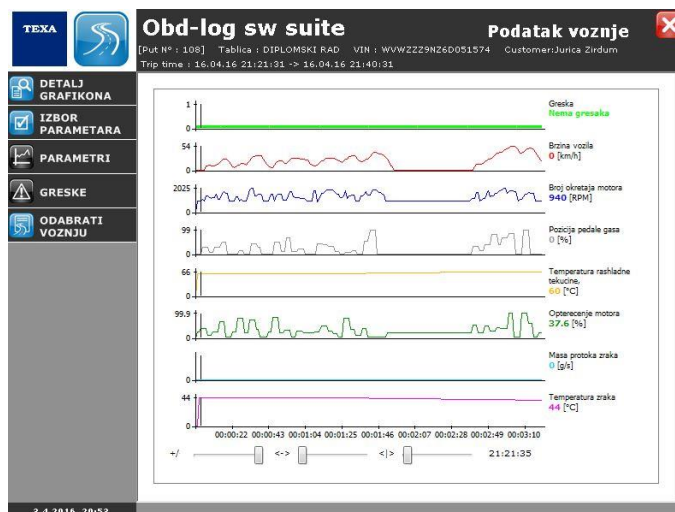 TEXA
Obd-log sw suite
Podatak voznje
[Put Nº : 108] Tablica : DIPLOMSKI RAD VIN : WVWZZZ9NZ6D051574 Customer:Jurica Zirdum
Trip time : 16.04.16 21:21:31 -> 16.04.16 21:40:31
DETALJ
GRAFIKONA
IZBOR
PARAMETARA
PARAMETRI
GRESKE
ODABRATI
VOZNJU
1
0
Greska
Nema gresaka
54
0
Brzina vozila
0 [km/h]
2025
0
Broj okretaja motora
940 [RPM]
99
0
Pozicija pedale gasa
0 [%]
66
0
Temperatura rashladne
tekucine,
60 [°C]
99.9
0
Opterecenje motora
37.6 [%]
0
Masa protoka zraka
0 [g/s]
44
0
Temperatura zraka
44 [°C]
00:00:22 00:00:43 00:01:04 00:01:25 00:01:46 00:02:07 00:02:28 00:02:49 00:03:10
+/ <-> <|> 21:21:35
3.4.2016 20:53